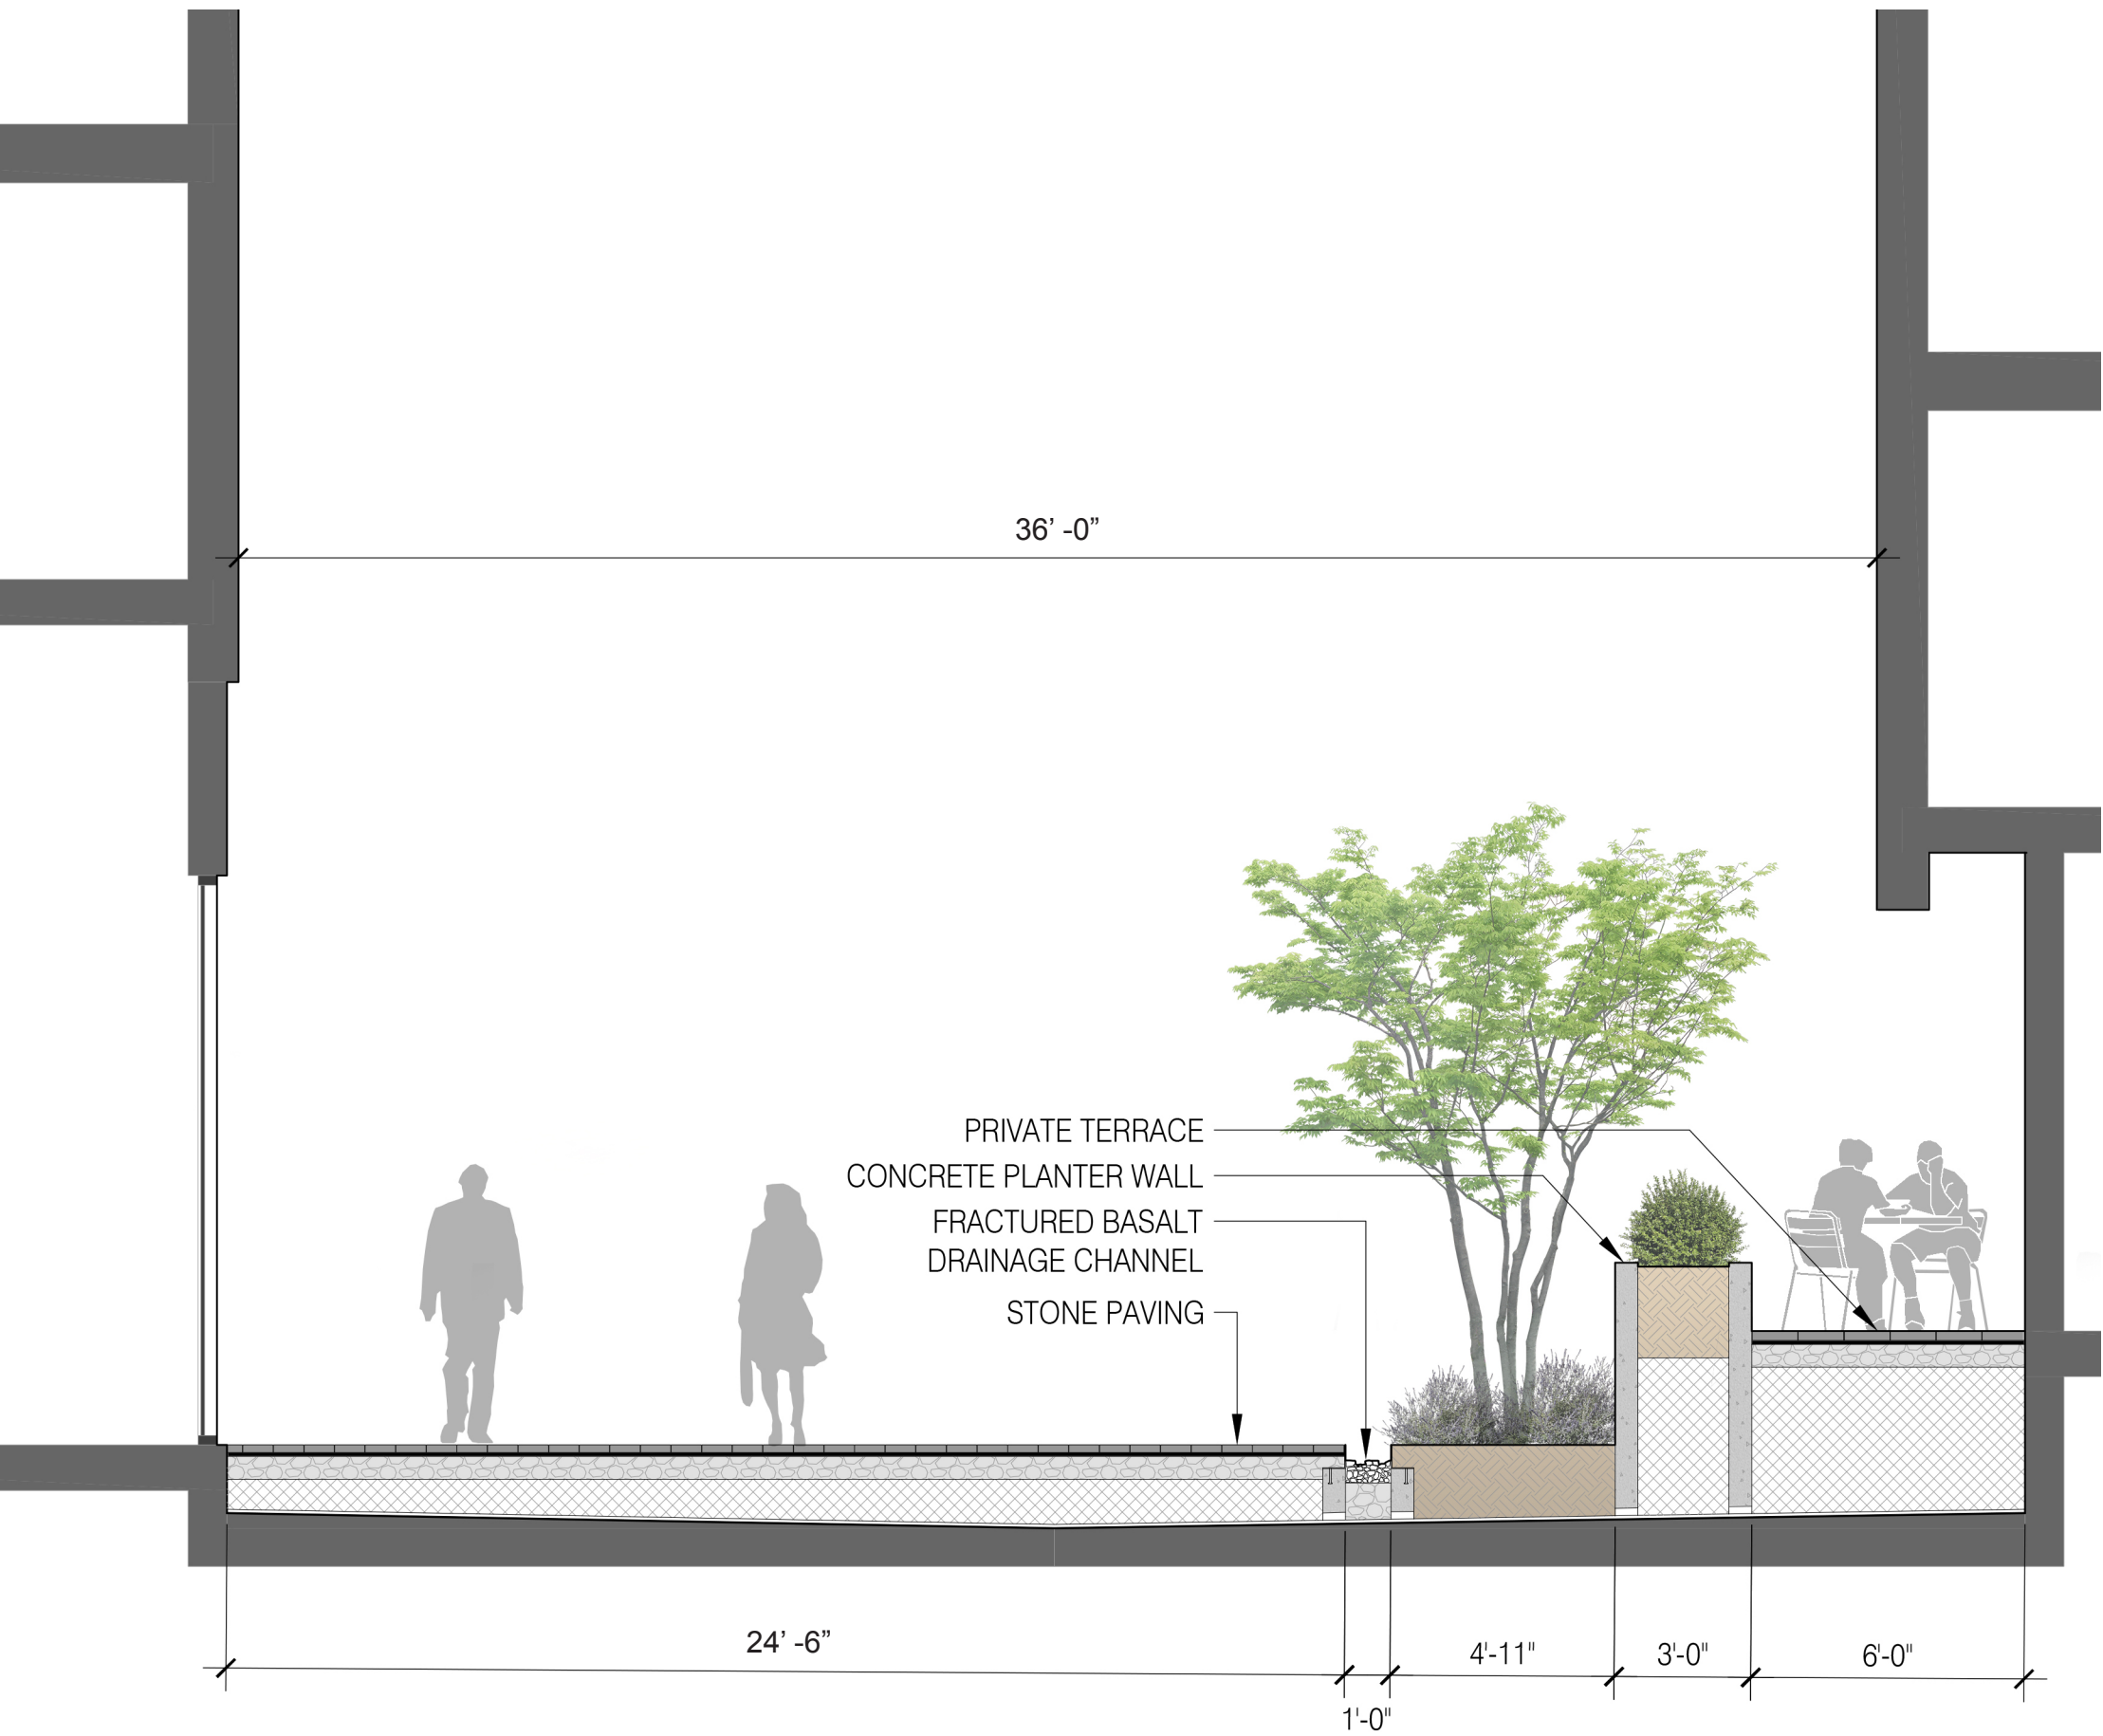 36’ -0”
PRIVATE TERRACE
CONCRETE PLANTER WALL
FRACTURED BASALT
DRAINAGE CHANNEL
STONE PAVING
24’ -6”
4'-11"
3'-0"
6'-0"
1'-0"